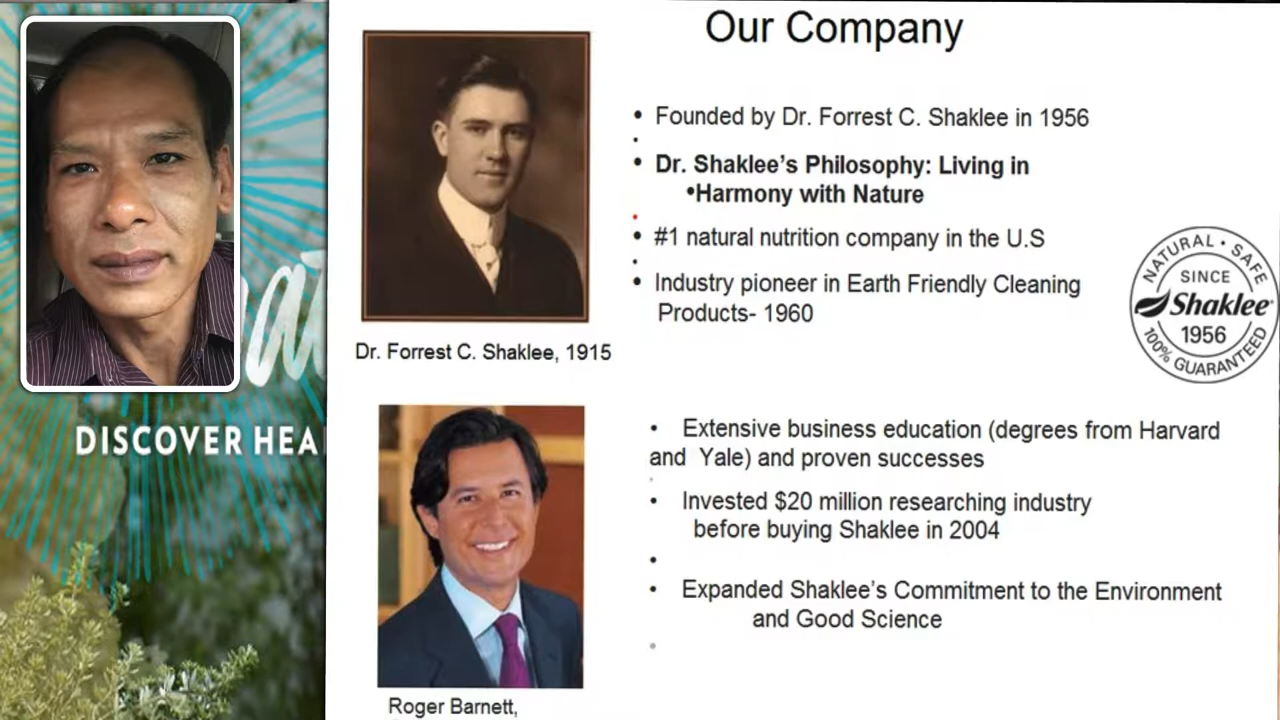 Our Company
• Founded by Dr. Forrest C. Shaklee in 1956
•
• Dr. Shaklee’s Philosophy: Living in
•Harmony with Nature
•
• #1 natural nutrition company in the U.S
•
• Industry pioneer in Earth Friendly Cleaning
Products- 1960
NATURAL • SAFE
SINCE
Shaklee®
1956
100% GUARANTEED
Dr. Forrest C. Shaklee, 1915
DISCOVER HEA
• Extensive business education (degrees from Harvard
and Yale) and proven successes
• Invested $20 million researching industry
before buying Shaklee in 2004
•
• Expanded Shaklee’s Commitment to the Environment
and Good Science
•
Roger Barnett,